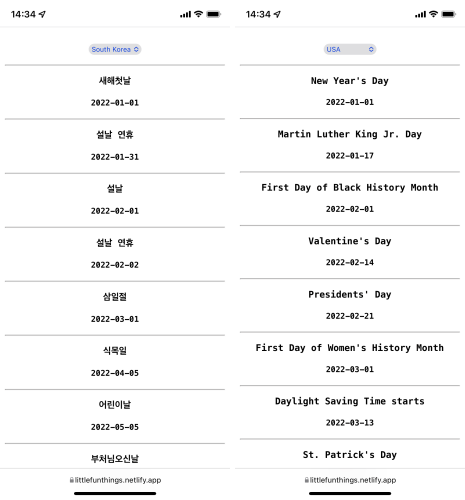 14:34
South Korea
새해첫날
2022-01-01
설날 연휴
2022-01-31
설날
2022-02-01
설날 연휴
2022-02-02
삼일절
2022-03-01
식목일
2022-04-05
어린이날
2022-05-05
부처님오신날
littlefunthings.netlify.app
14:34
USA
New Year's Day
2022-01-01
Martin Luther King Jr. Day
2022-01-17
First Day of Black History Month
2022-02-01
Valentine's Day
2022-02-14
Presidents' Day
2022-02-21
First Day of Women's History Month
2022-03-01
Daylight Saving Time starts
2022-03-13
St. Patrick's Day
littlefunthings.netlify.app